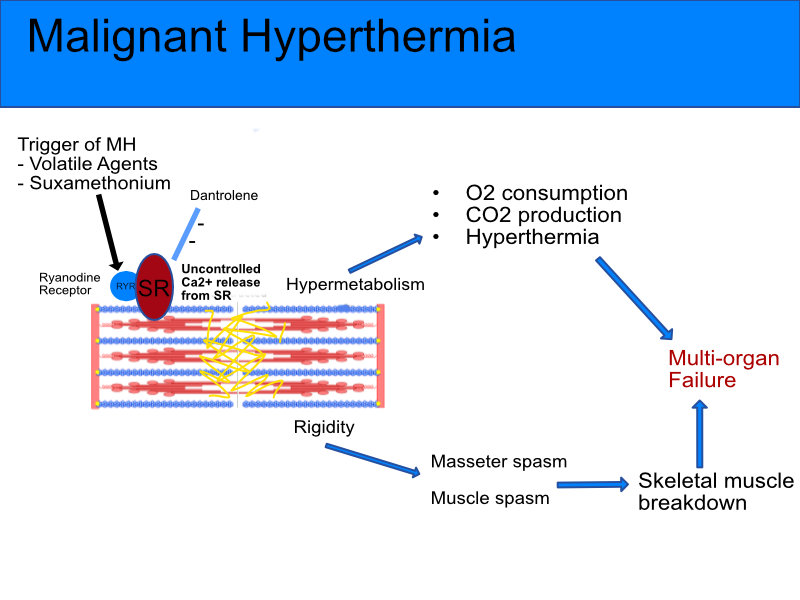 Malignant Hyperthermia
Trigger of MH
- Volatile Agents
- Suxamethonium
Dantrolene
-
-
Ryanodine
Receptor
RYR
SR
Uncontrolled
Ca2+ release
from SR
Hypermetabolism
• O2 consumption
• CO2 production
• Hyperthermia
Multi-organ
Failure
Rigidity
Masseter spasm
Muscle spasm
Skeletal muscle
breakdown